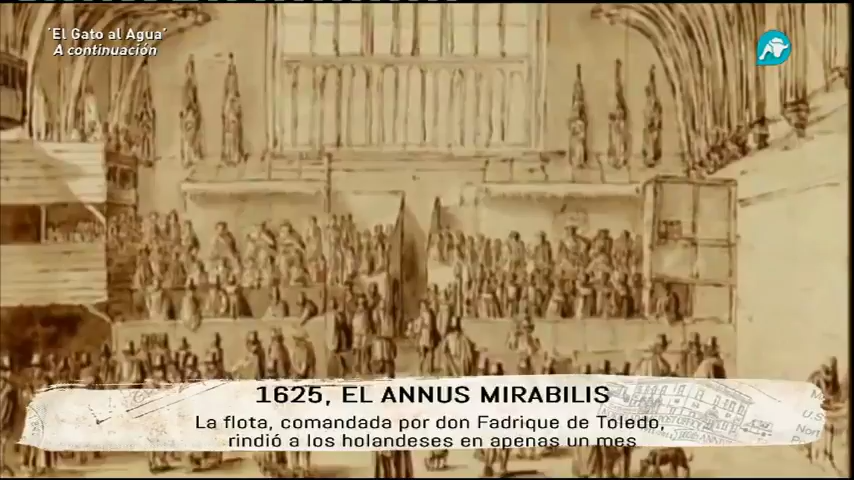 'El Gato al Agua'
A continuación
1625, EL ANNUS MIRABILIS
La flota, comandada por don Fadrique de Toledo,
rindió a los holandeses en apenas un mes